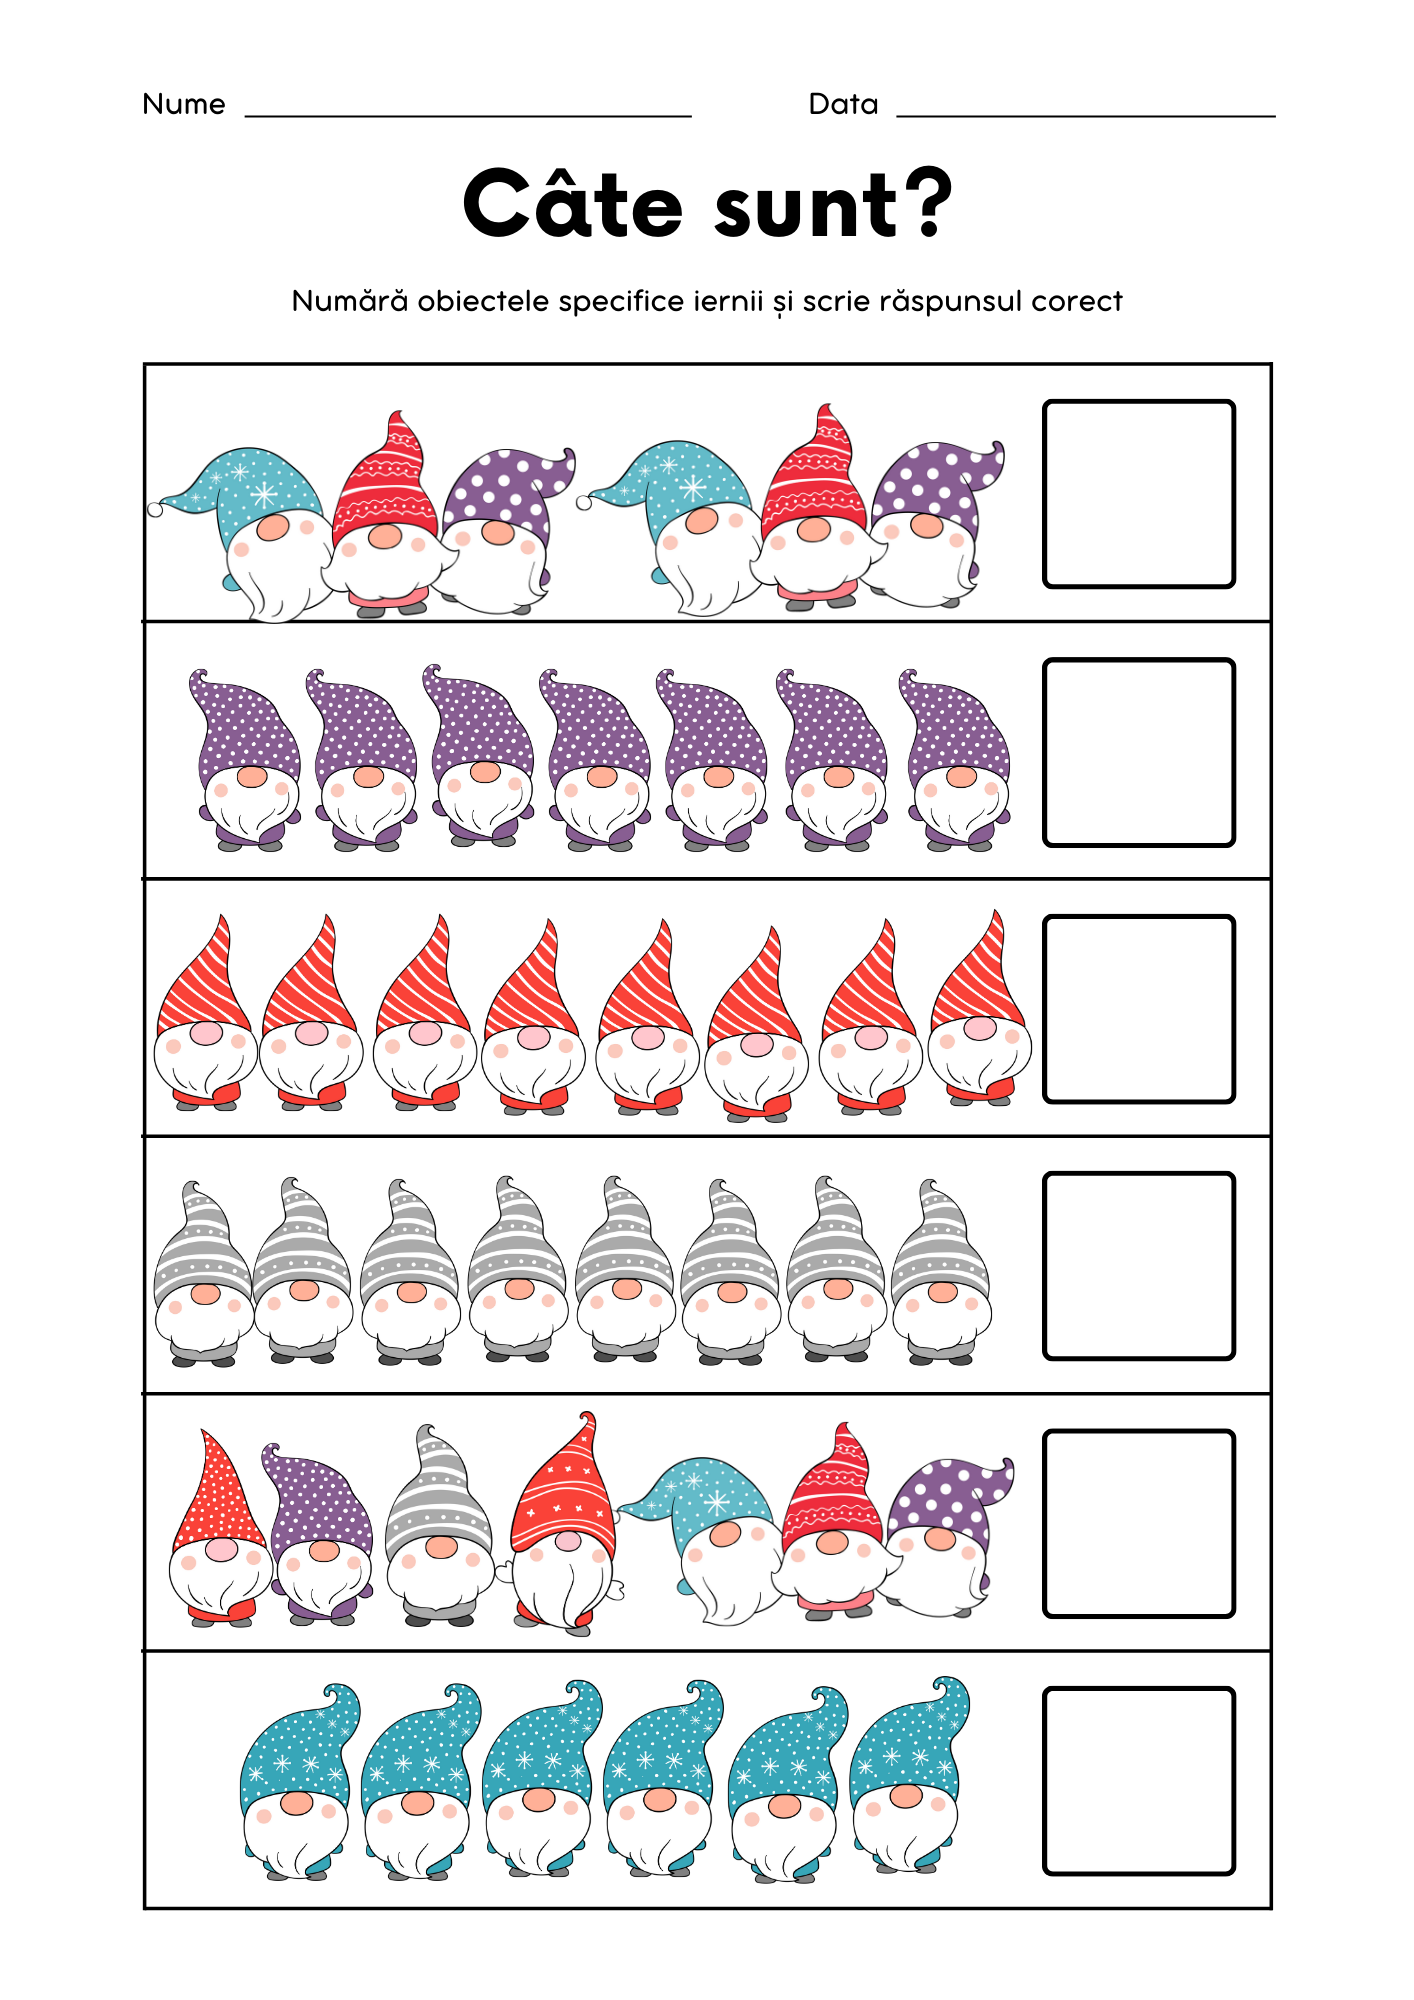 Nume Data
Câte sunt?
Numără obiectele specifice iernii și scrie răspunsul corect